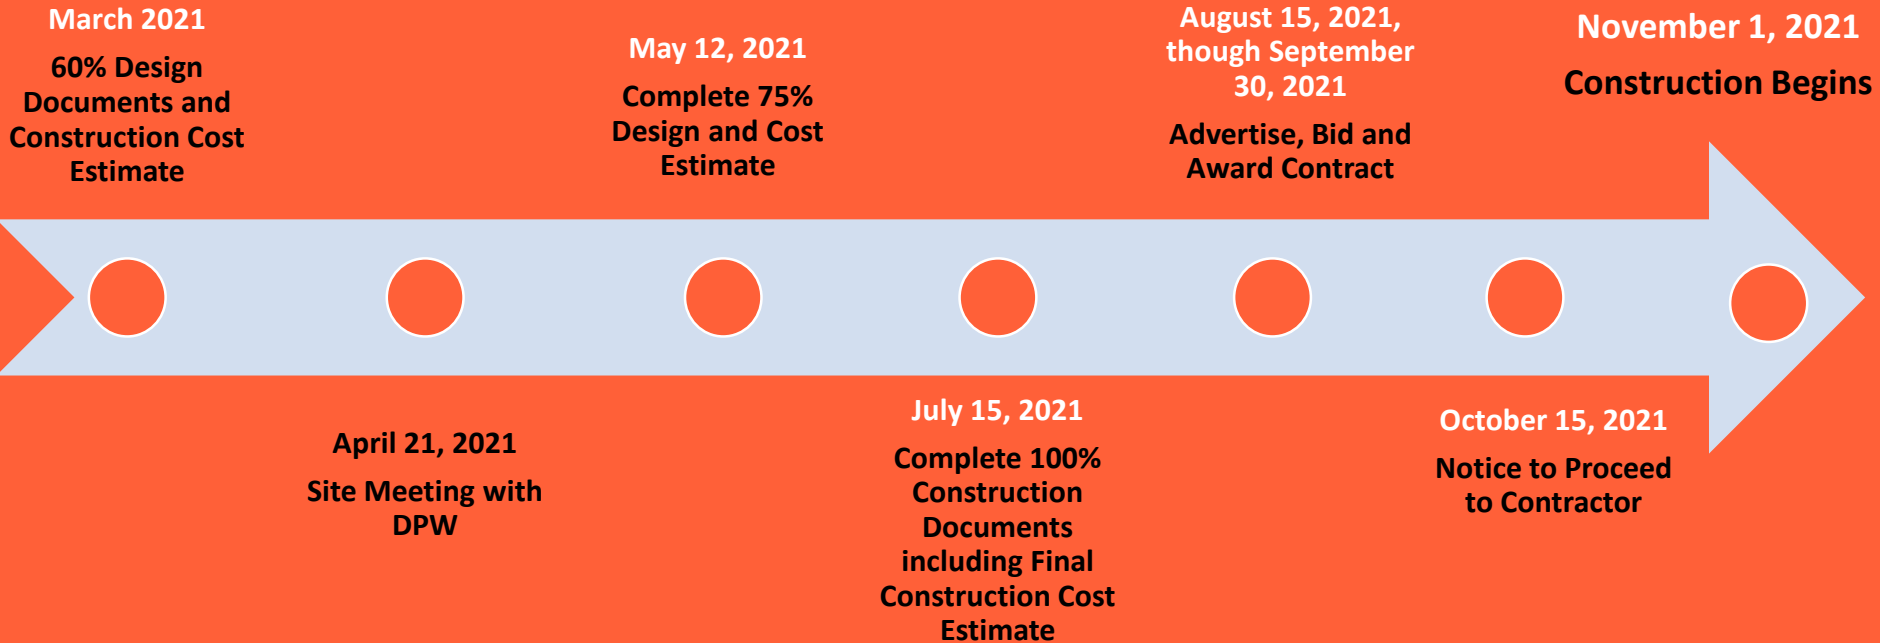 March 2021
60% Design
Documents and
Construction Cost
Estimate
April 21, 2021
Site Meeting with
DPW
May 12, 2021
Complete 75%
Design and Cost
Estimate
July 15, 2021
Complete 100%
Construction
Documents
including Final
Construction Cost
Estimate
August 15, 2021,
though September
30, 2021
Advertise, Bid and
Award Contract
October 15, 2021
Notice to Proceed
to Contractor
November 1, 2021
Construction Begins